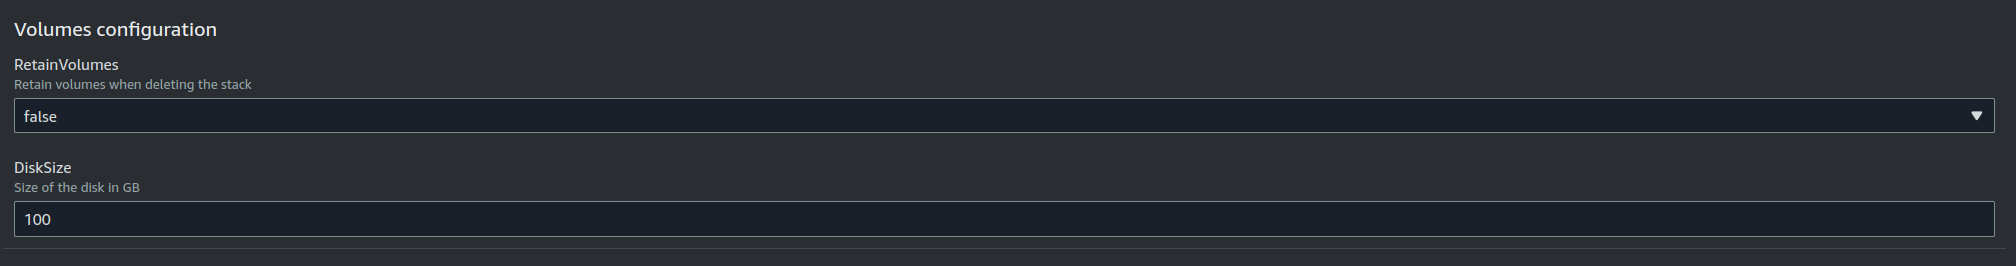 Volumes configuration
RetainVolumes
Retain volumes when deleting the stack
false
DiskSize
Size of the disk in GB
100